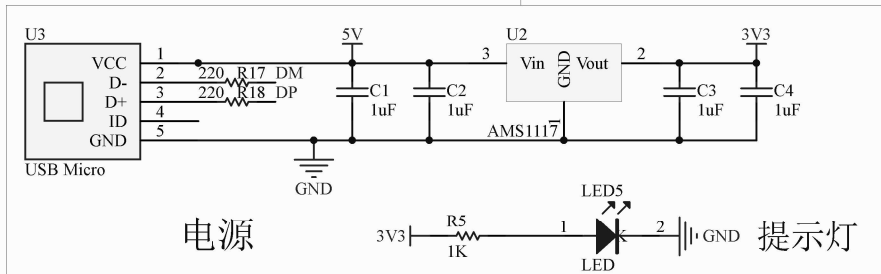 U3
5V
U2
3V3
VCC
1
D-
2
220
R17
DM
D+
3
220
R18
DP
ID
4
GND
5
USB Micro
GND
C1
1uF
C2
1uF
3
Vin
GND
Vout
2
AMS1117
1
C3
1uF
C4
1uF
电源
3V3
R5
1K
1
LED5
K
LED
2
GND
提示灯